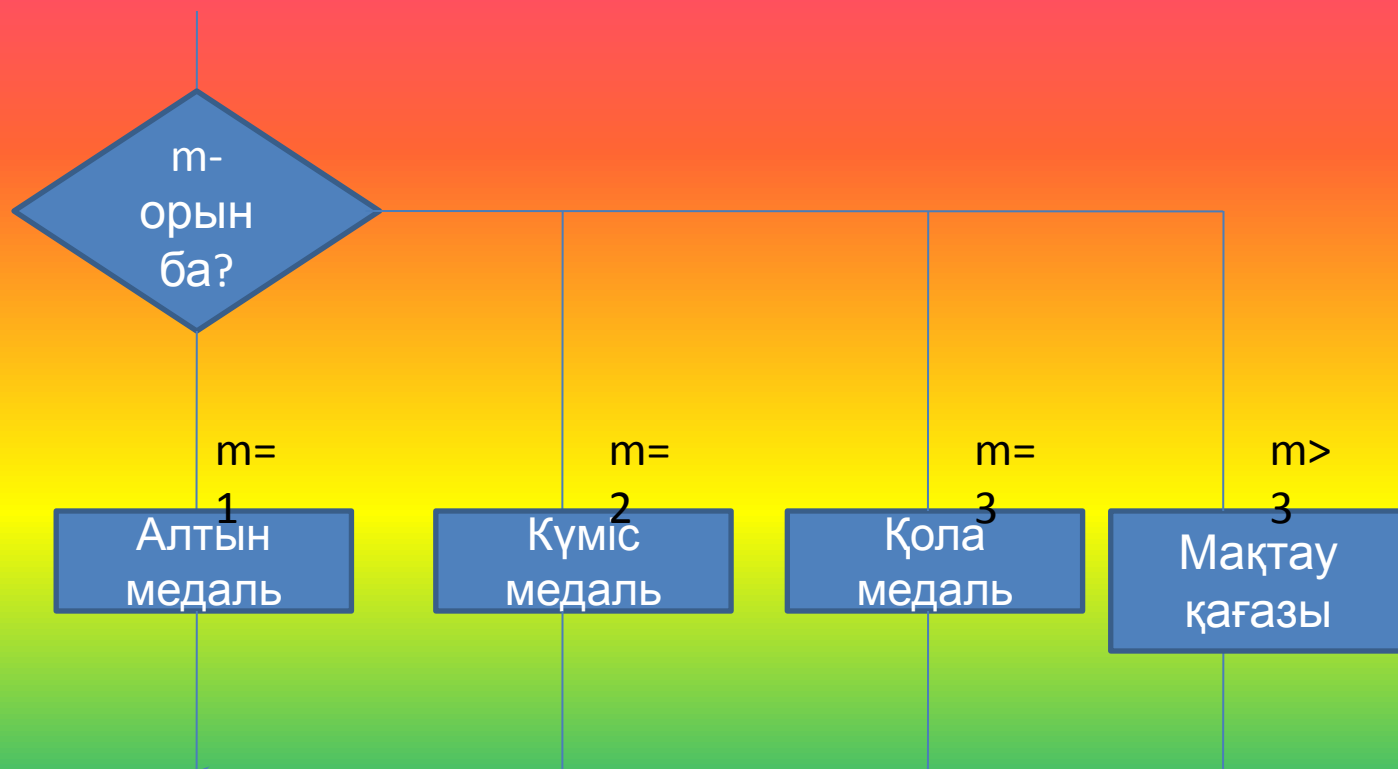 m-
орын
ба?
m=
1
m=
2
m=
3
m>
3
Алтын
медаль
Күміс
медаль
Қола
медаль
Мақтау
қағазы